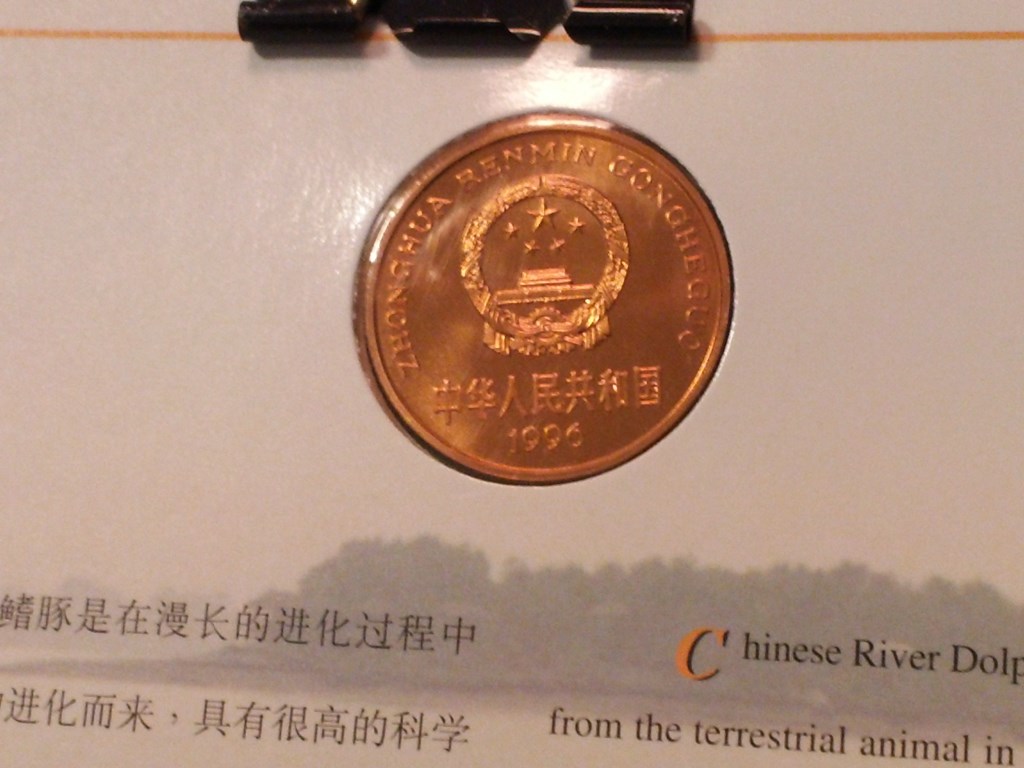 ZHONGHUA RENMIN GONGHEGUO
中华人民共和国
1996
鳍豚是在漫长的进化过程中
进化而来，具有很高的科学
Chinese River Dolp
from the terrestrial animal in